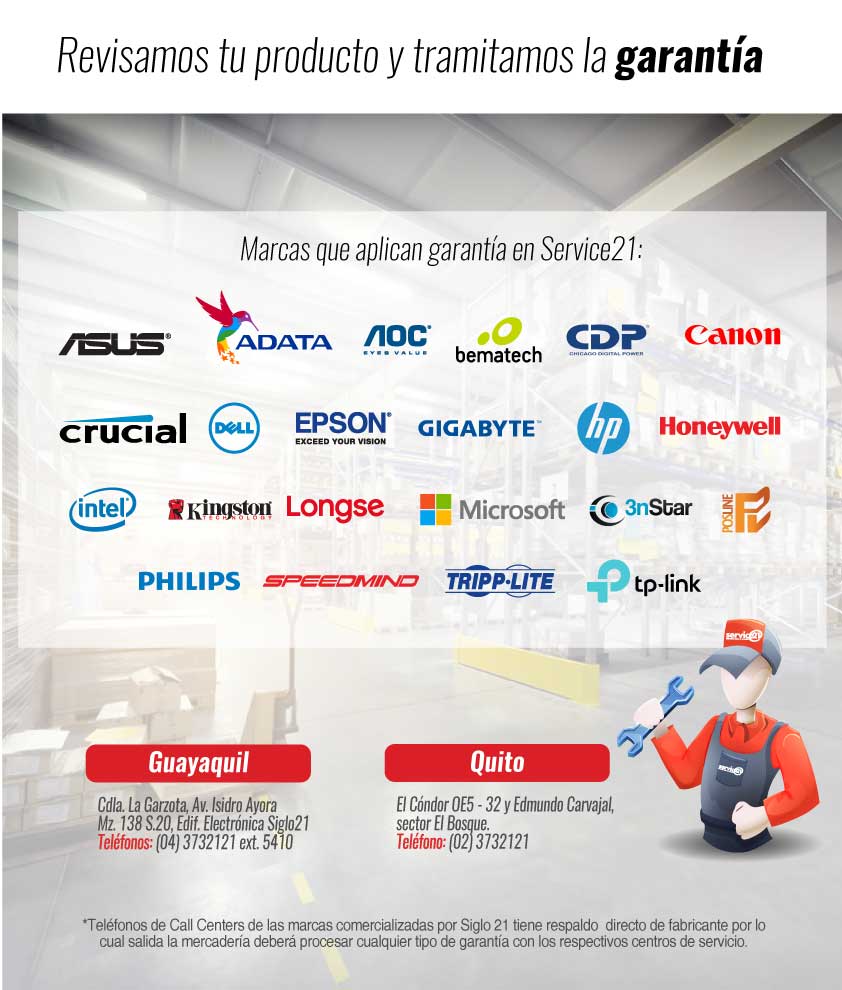 Revisamos tu producto y tramitamos la garantía
Marcas que aplican garantía en Service21:
ASUS®
ADATA
AOC®
EYES VALUE
bematech
CDP®
CHICAGO DIGITAL POWER
Canon
crucial
DELL
EPSON®
EXCEED YOUR VISION
GIGABYTE™
hp
Honeywell
intel
Kingston
TECHNOLOGY
Longse
Microsoft
3nStar
POSLINE
PHILIPS
SPEEDMIND
TRIPP·LITE
tp-link
service21
service21
Guayaquil
Cdla. La Garzota, Av. Isidro Ayora
Mz. 138 S.20, Edif. Electrónica Siglo21
Teléfonos: (04) 3732121 ext. 5410
Quito
El Cóndor OE5 - 32 y Edmundo Carvajal,
sector El Bosque.
Teléfono: (02) 3732121
*Teléfonos de Call Centers de las marcas comercializadas por Siglo 21 tiene respaldo directo de fabricante por lo
cual salida la mercadería deberá procesar cualquier tipo de garantía con los respectivos centros de servicio.